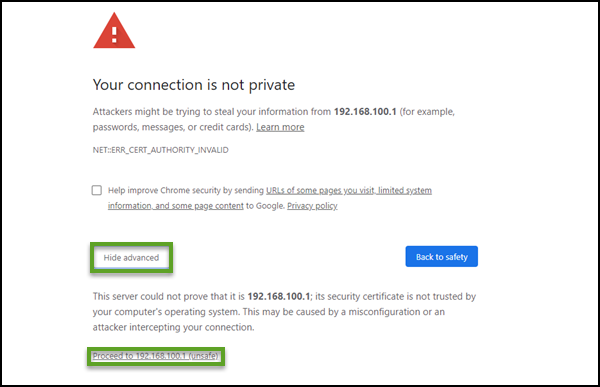 Your connection is not private
Attackers might be trying to steal your information from 192.168.100.1 (for example,
passwords, messages, or credit cards). Learn more
NET::ERR_CERT_AUTHORITY_INVALID
Help improve Chrome security by sending URLs of some pages you visit, limited system
information, and some page content to Google. Privacy policy
Hide advanced
Back to safety
This server could not prove that it is 192.168.100.1; its security certificate is not trusted by
your computer's operating system. This may be caused by a misconfiguration or an
attacker intercepting your connection.
Proceed to 192.168.100.1 (unsafe)